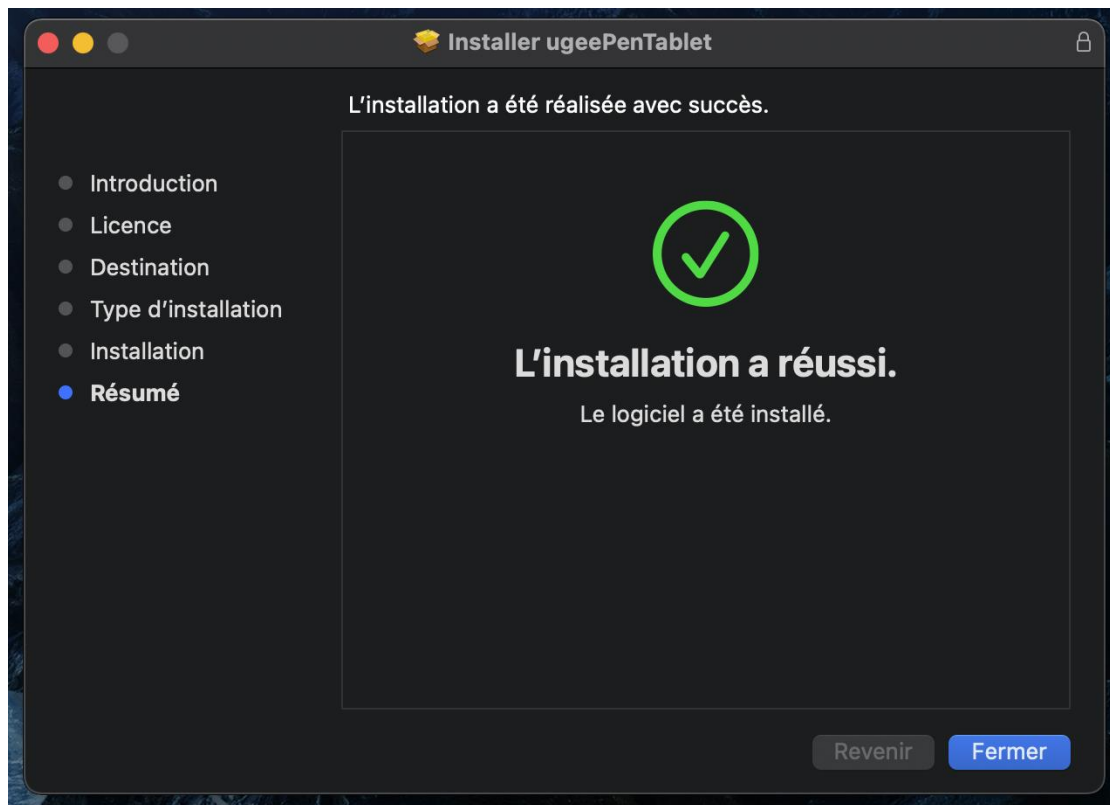 Installer ugeePenTablet
L’installation a été réalisée avec succès.
Introduction
Licence
Destination
Type d’installation
Installation
Résumé
L’installation a réussi.
Le logiciel a été installé.
Revenir
Fermer